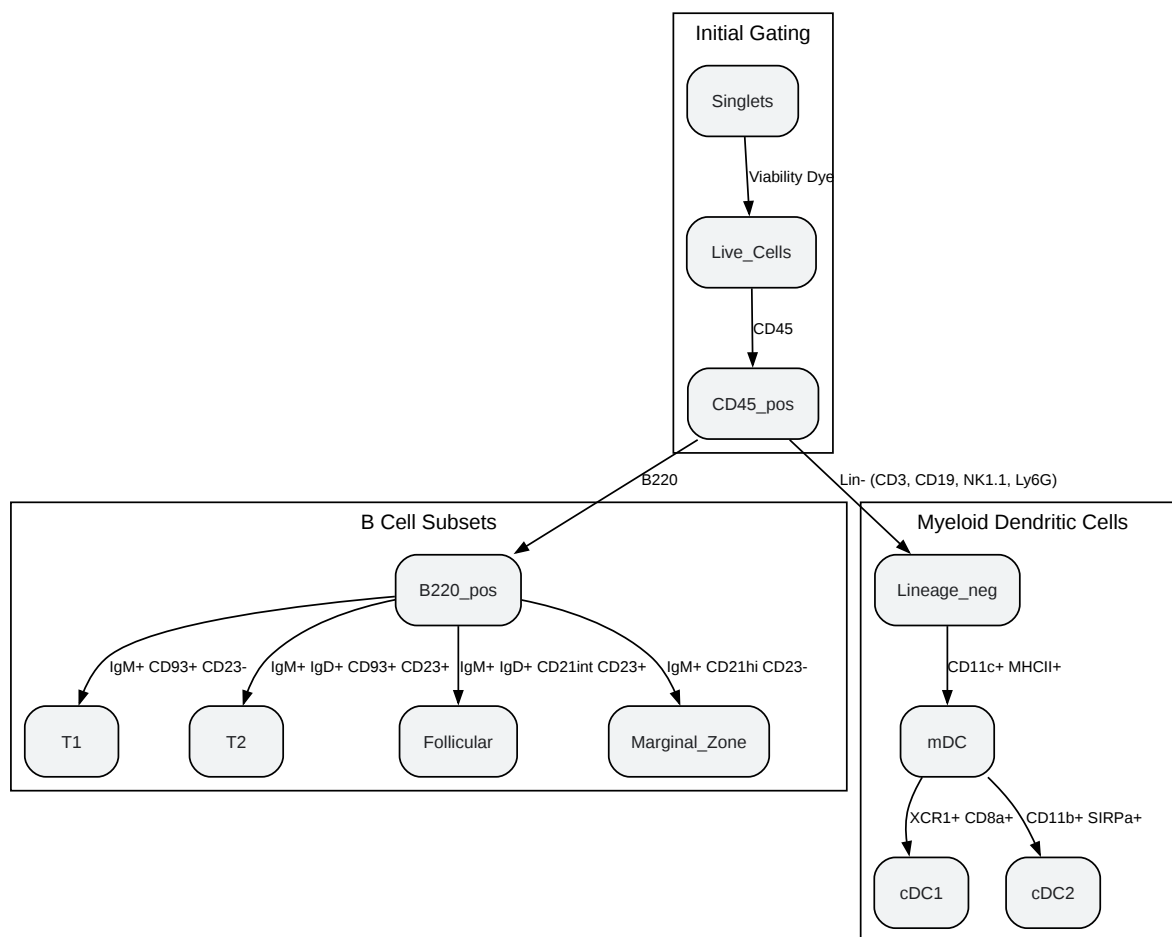 Initial Gating
Singlets
Viability Dye
Live_Cells
CD45
CD45_pos
B220
Lin- (CD3, CD19, NK1.1, Ly6G)
B Cell Subsets
Myeloid Dendritic Cells
B220_pos
Lineage_neg
IgM+ CD93+ CD23-
IgM+ IgD+ CD93+ CD23+
IgM+ IgD+ CD21int CD23+
IgM+ CD21hi CD23-
CD11c+ MHCII+
T1
T2
Follicular
Marginal_Zone
mDC
XCR1+ CD8a+
CD11b+ SIRPa+
cDC1
cDC2